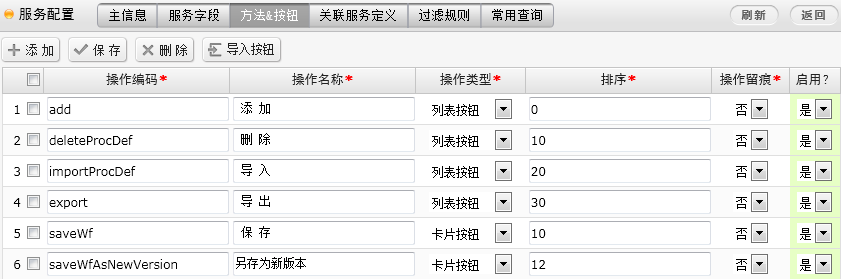 服务配置 主信息 服务字段 方法&按钮 关联服务定义 过滤规则 常用查询 刷新 返回
添加 保存 删除 导入按钮
操作编码* 操作名称* 操作类型* 排序* 操作留痕* 启用?
1 add 添加 列表按钮 0 否 是
2 deleteProcDef 删除 列表按钮 10 否 是
3 importProcDef 导入 列表按钮 20 否 是
4 export 导出 列表按钮 30 否 是
5 saveWf 保存 卡片按钮 10 否 是
6 saveWfAsNewVersion 另存为新版本 卡片按钮 12 否 是